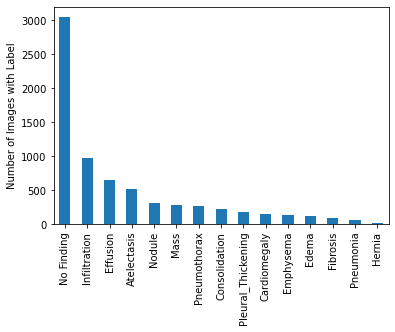 Number of Images with Label
3000
2500
2000
1500
1000
500
0
No Finding
Infiltration
Effusion
Atelectasis
Nodule
Mass
Pneumothorax
Consolidation
Pleural_Thickening
Cardiomegaly
Emphysema
Edema
Fibrosis
Pneumonia
Hernia